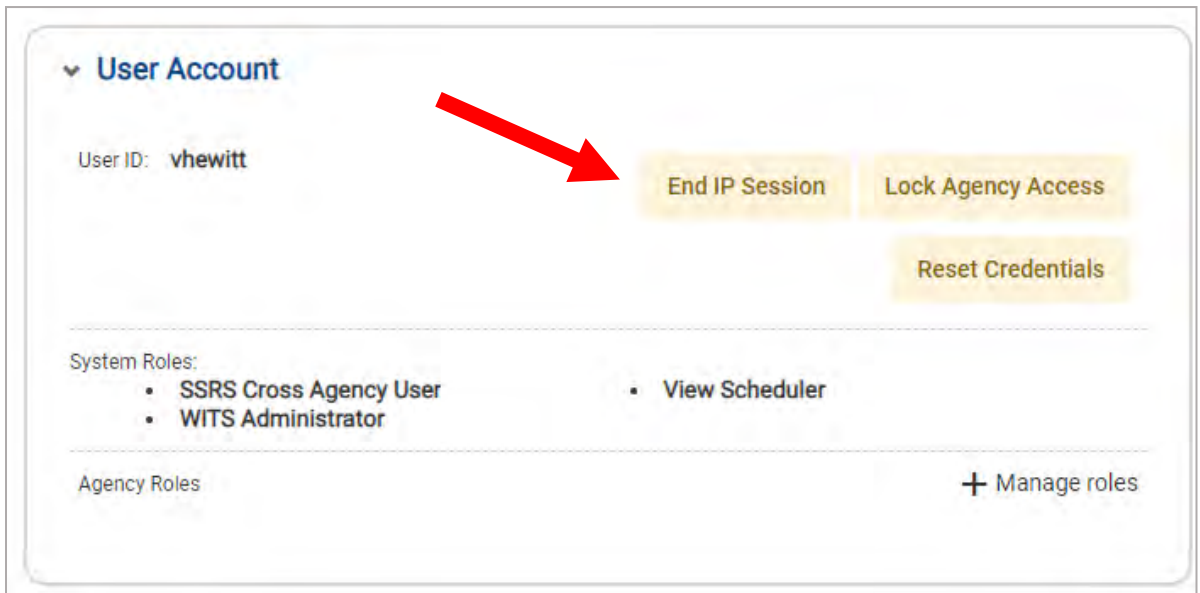 User Account
User ID: vhewitt
End IP Session
Lock Agency Access
Reset Credentials
System Roles:
• SSRS Cross Agency User
• View Scheduler
• WITS Administrator
Agency Roles
+ Manage roles